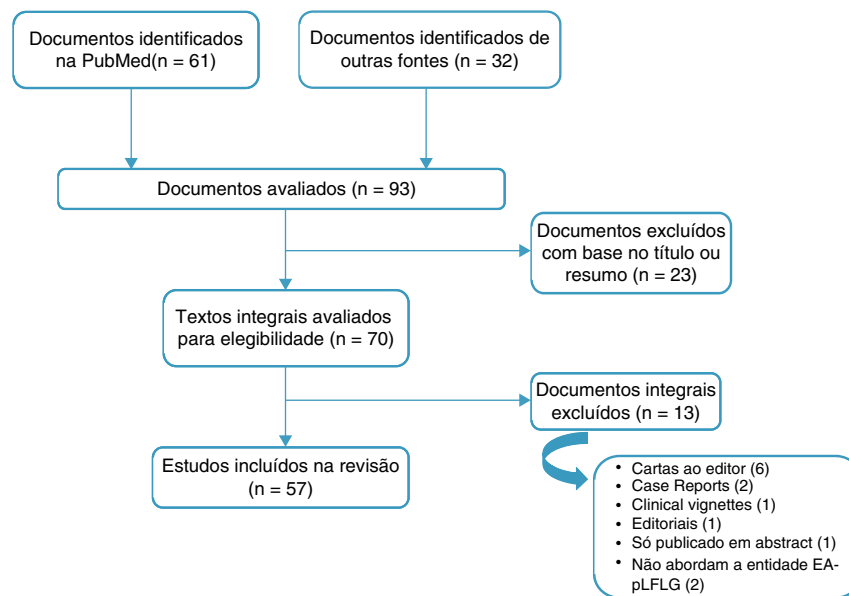 Documentos identificados
na PubMed(n = 61)
Documentos identificados de
outras fontes (n = 32)
Documentos avaliados (n = 93)
Documentos excluídos
com base no título ou
resumo (n = 23)
Textos integrais avaliados
para elegibilidade (n = 70)
Documentos integrais
excluídos (n = 13)
Estudos incluídos na revisão
(n = 57)
• Cartas ao editor (6)
• Case Reports (2)
• Clinical vignettes (1)
• Editoriais (1)
• Só publicado em abstract (1)
• Não abordam a entidade EA-
pLFLG (2)